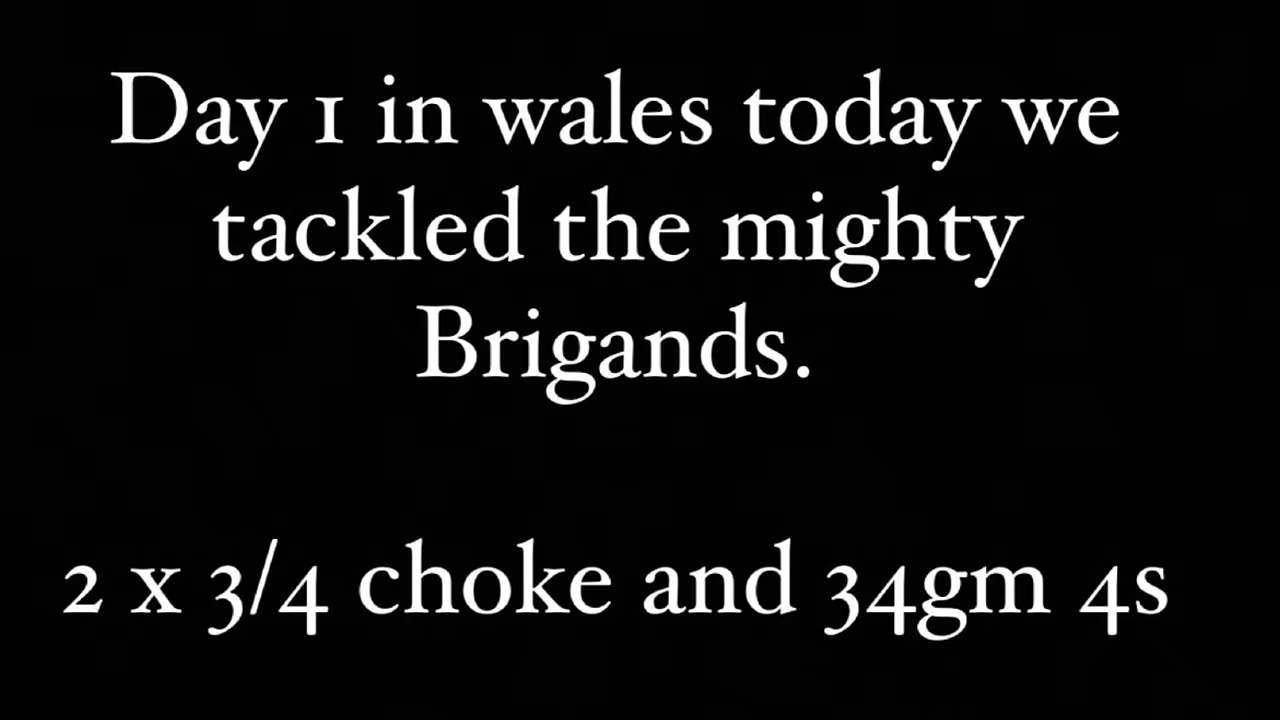 Day 1 in wales today we
tackled the mighty
Brigands.
2 x 3/4 choke and 34gm 4s